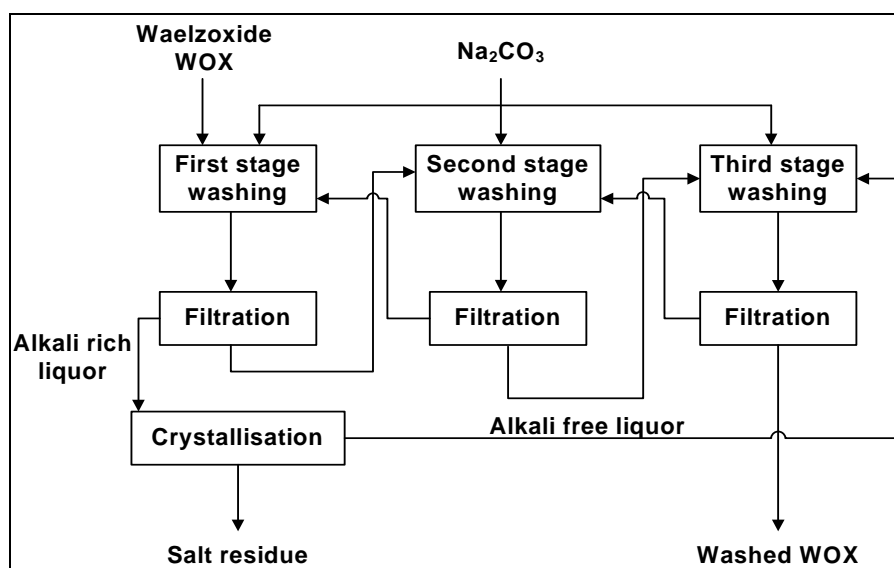 Waelzoxide
WOX
Na₂CO₃
First stage
washing
Second stage
washing
Third stage
washing
Filtration
Filtration
Filtration
Alkali rich
liquor
Crystallisation
Alkali free liquor
Salt residue
Washed WOX